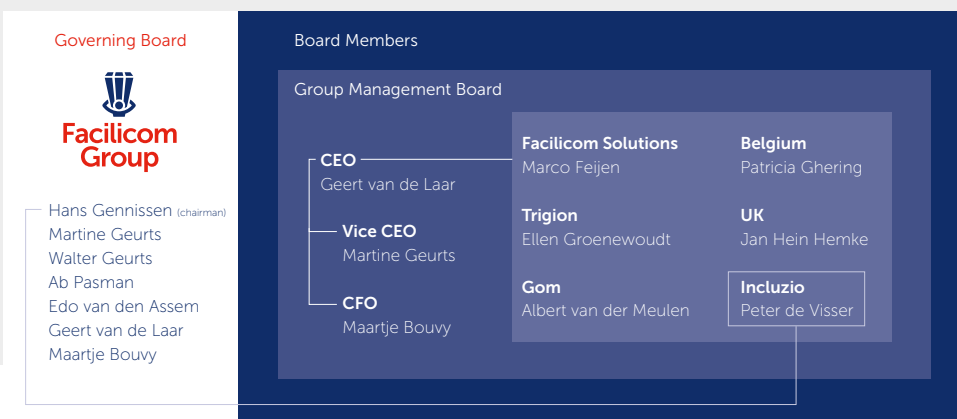 Governing Board
Facilicom
Group
Hans Gennissen (chairman)
Martine Geurts
Walter Geurts
Ab Pasman
Edo van den Assem
Geert van de Laar
Maartje Bouvy
Board Members
Group Management Board
CEO
Geert van de Laar
Vice CEO
Martine Geurts
CFO
Maartje Bouvy
Facilicom Solutions
Marco Feijen
Belgium
Patricia Ghering
Trigion
Ellen Groenewoudt
UK
Jan Hein Hemke
Gom
Albert van der Meulen
Incluzio
Peter de Visser